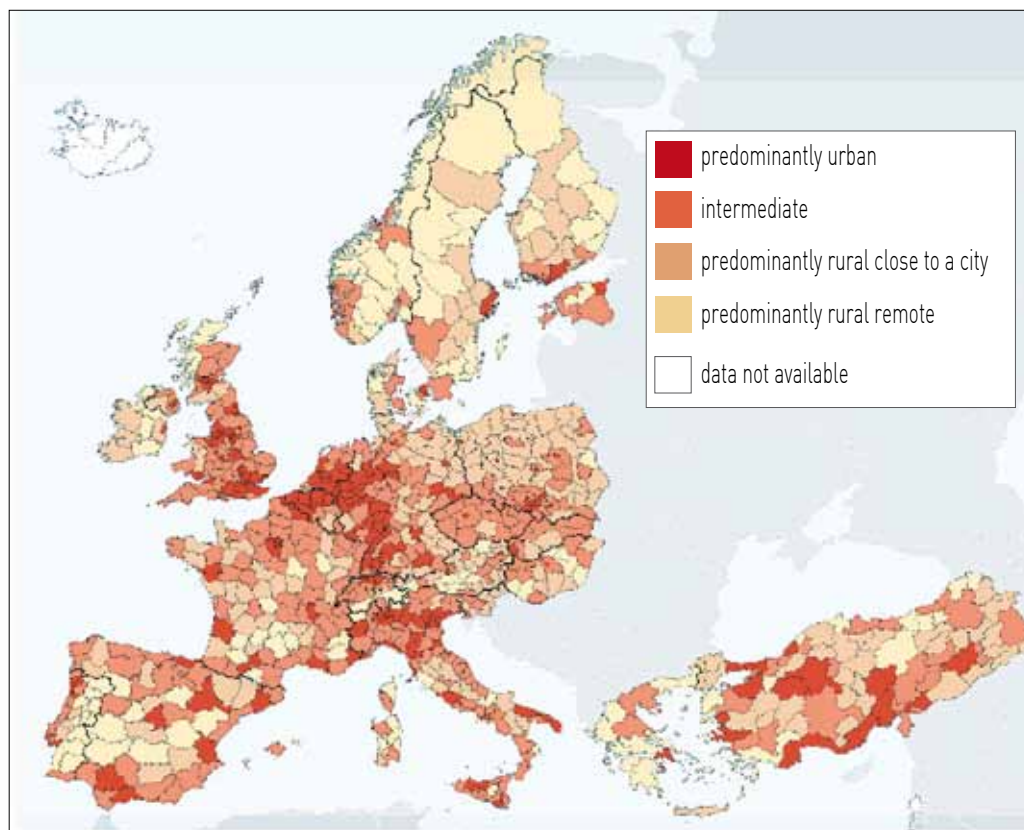 predominantly urban
intermediate
predominantly rural close to a city
predominantly rural remote
data not available